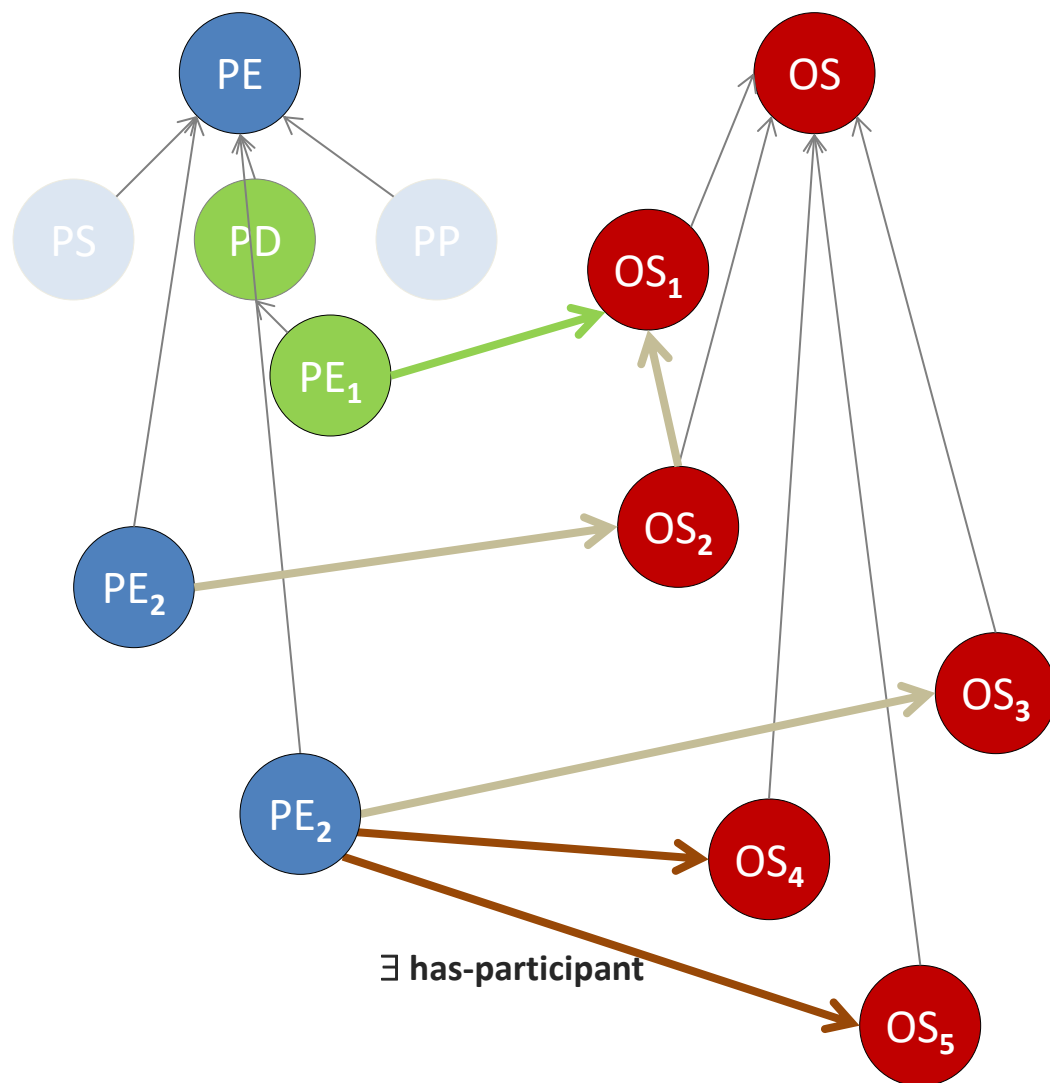 PE
OS
PS
PD
PP
OS₁
PE₁
OS₂
PE₂
OS₃
PE₂
OS₄
∃ has-participant
OS₅